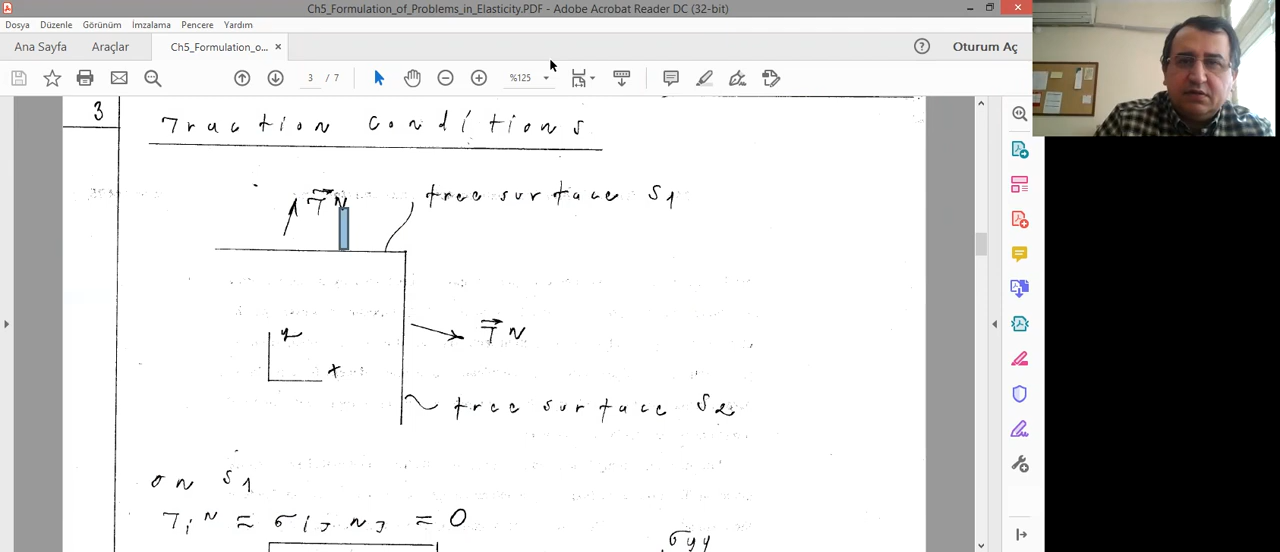 Ch5_Formulation_of_Problems_in_Elasticity.PDF - Adobe Acrobat Reader DC (32-bit)
Dosya Düzenle Görünüm İmzalama Pencere Yardım
Ana Sayfa Araçlar Ch5_Formulation_o... × Oturum Aç
3 / 7 %125
3
Traction conditions
T⃗ N
free surface S1
T⃗ N
y
x
free surface S2
on S1
Ti^N = σij nj = 0
σyy